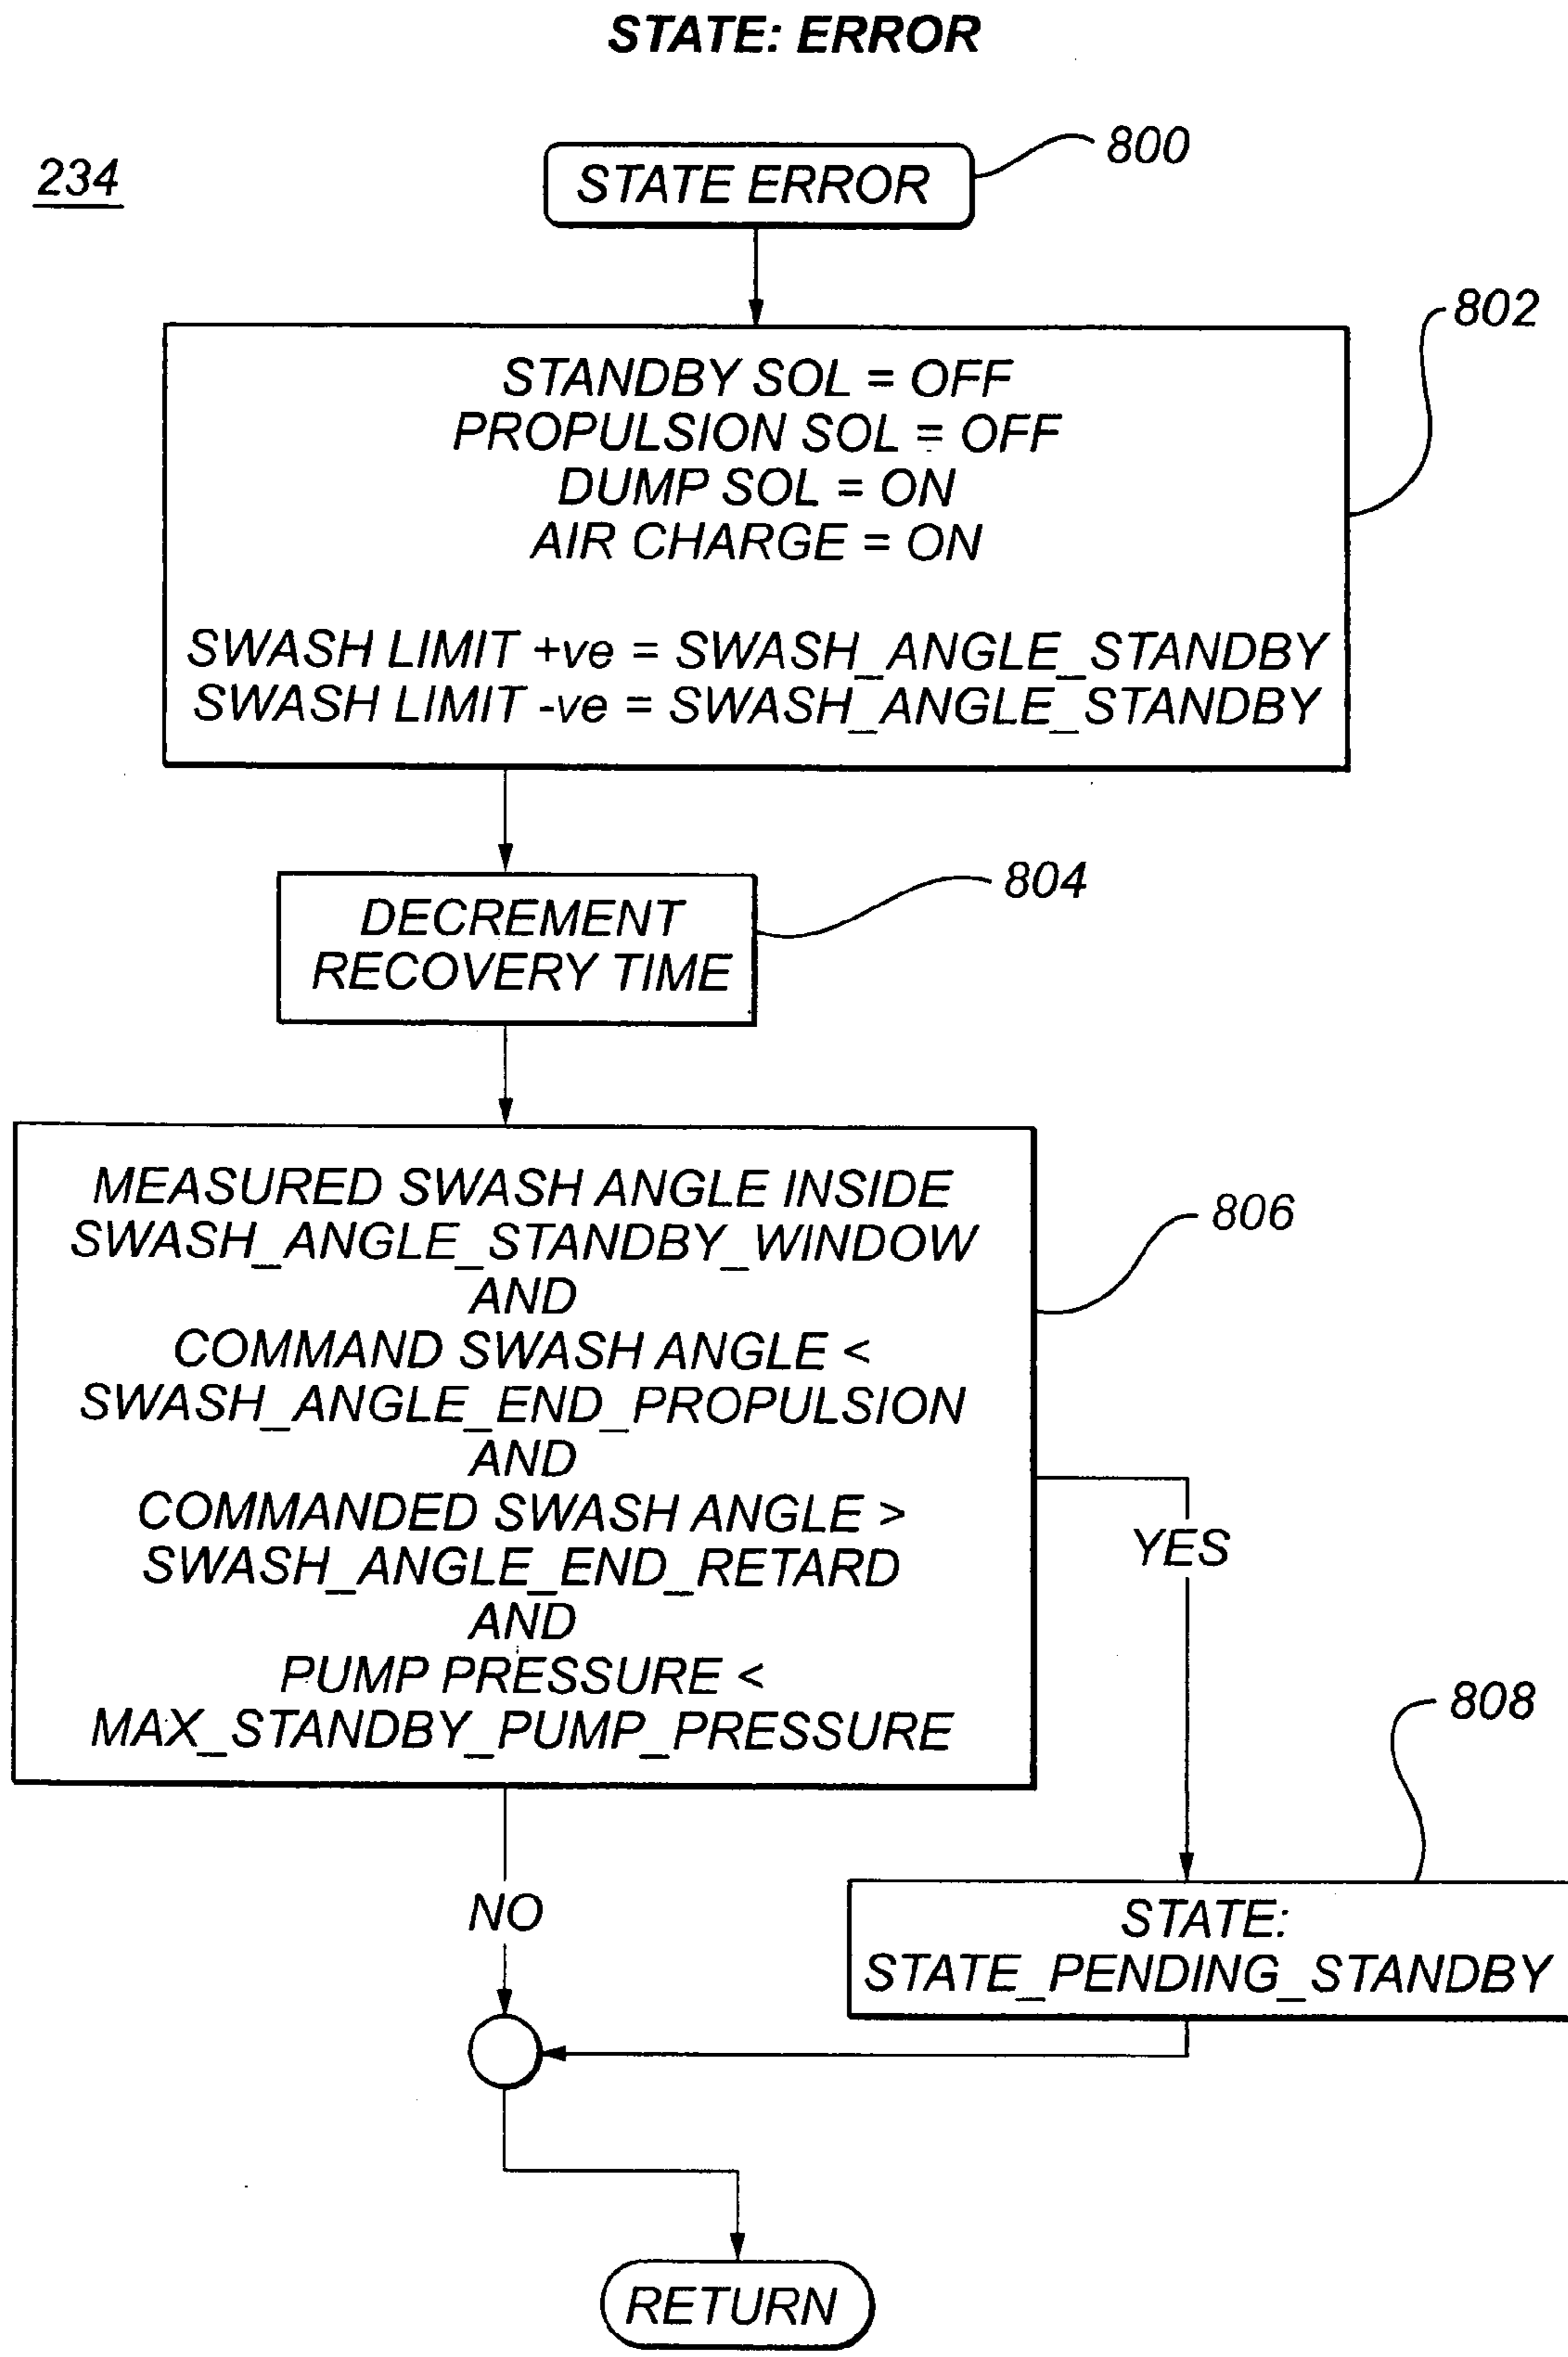 STATE: ERROR
234
800
STATE ERROR
802
STANDBY SOL = OFF
PROPULSION SOL = OFF
DUMP SOL = ON
AIR CHARGE = ON
SWASH LIMIT +ve = SWASH_ANGLE_STANDBY
SWASH LIMIT -ve = SWASH_ANGLE_STANDBY
804
DECREMENT
RECOVERY TIME
806
MEASURED SWASH ANGLE INSIDE
SWASH_ANGLE_STANDBY_WINDOW
AND
COMMAND SWASH ANGLE <
SWASH_ANGLE_END_PROPULSION
AND
COMMANDED SWASH ANGLE >
SWASH_ANGLE_END_RETARD
AND
PUMP PRESSURE <
MAX_STANDBY_PUMP_PRESSURE
YES
808
NO
STATE:
STATE_PENDING_STANDBY
RETURN